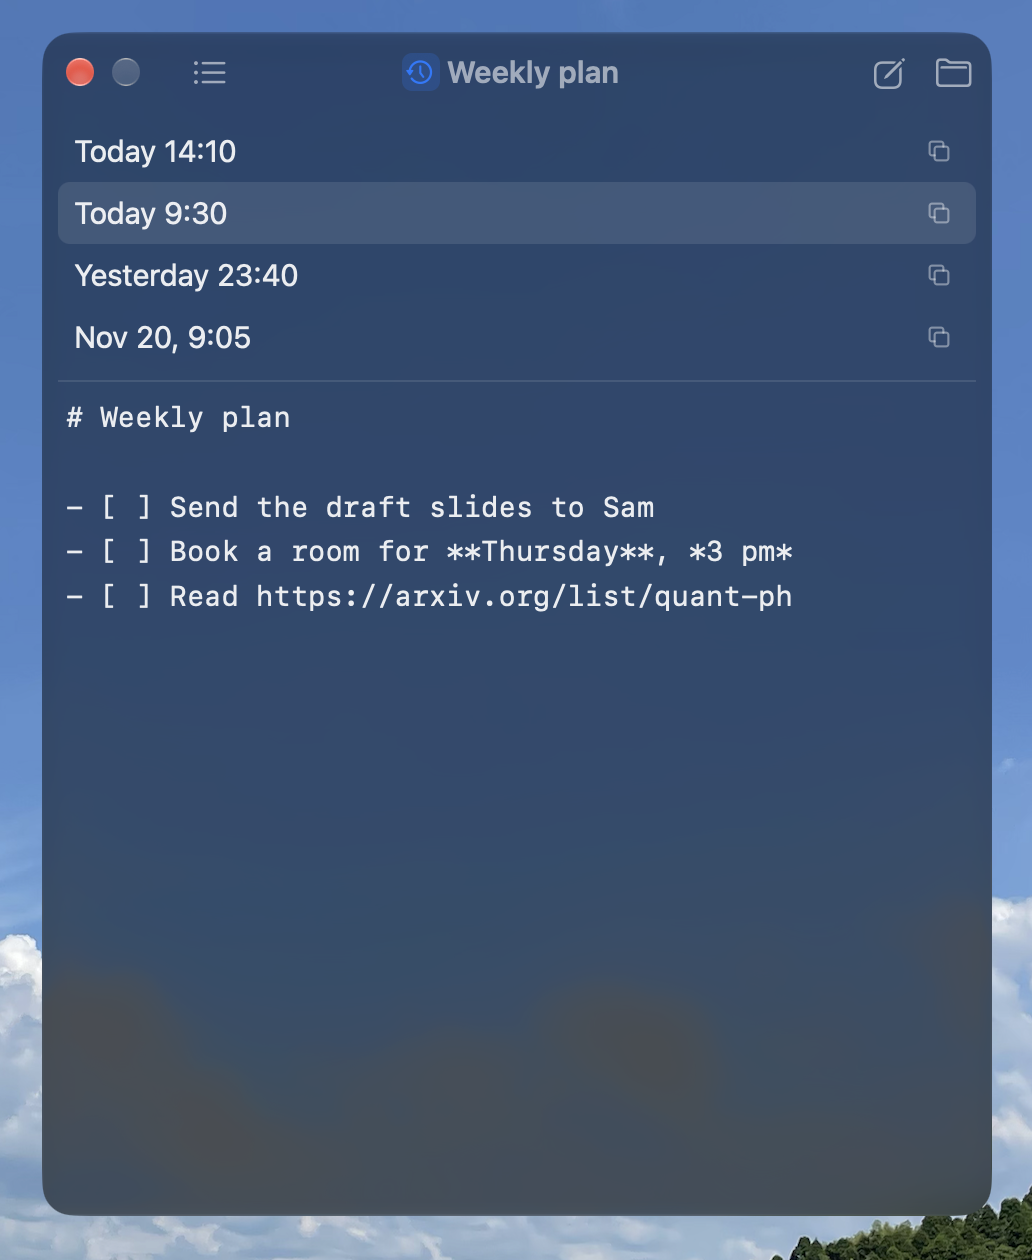 Weekly plan
Today 14:10
Today 9:30
Yesterday 23:40
Nov 20, 9:05
# Weekly plan
- [ ] Send the draft slides to Sam
- [ ] Book a room for **Thursday**, *3 pm*
- [ ] Read https://arxiv.org/list/quant-ph